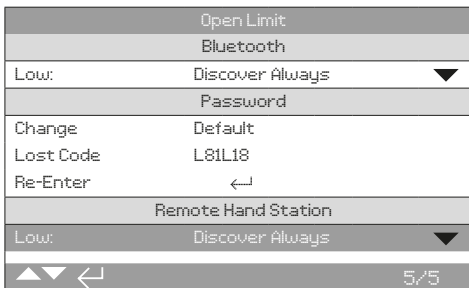 Open Limit
Bluetooth
Low: Discover Always
Password
Change Default
Lost Code L81L18
Re-Enter
Remote Hand Station
Low: Discover Always
5/5